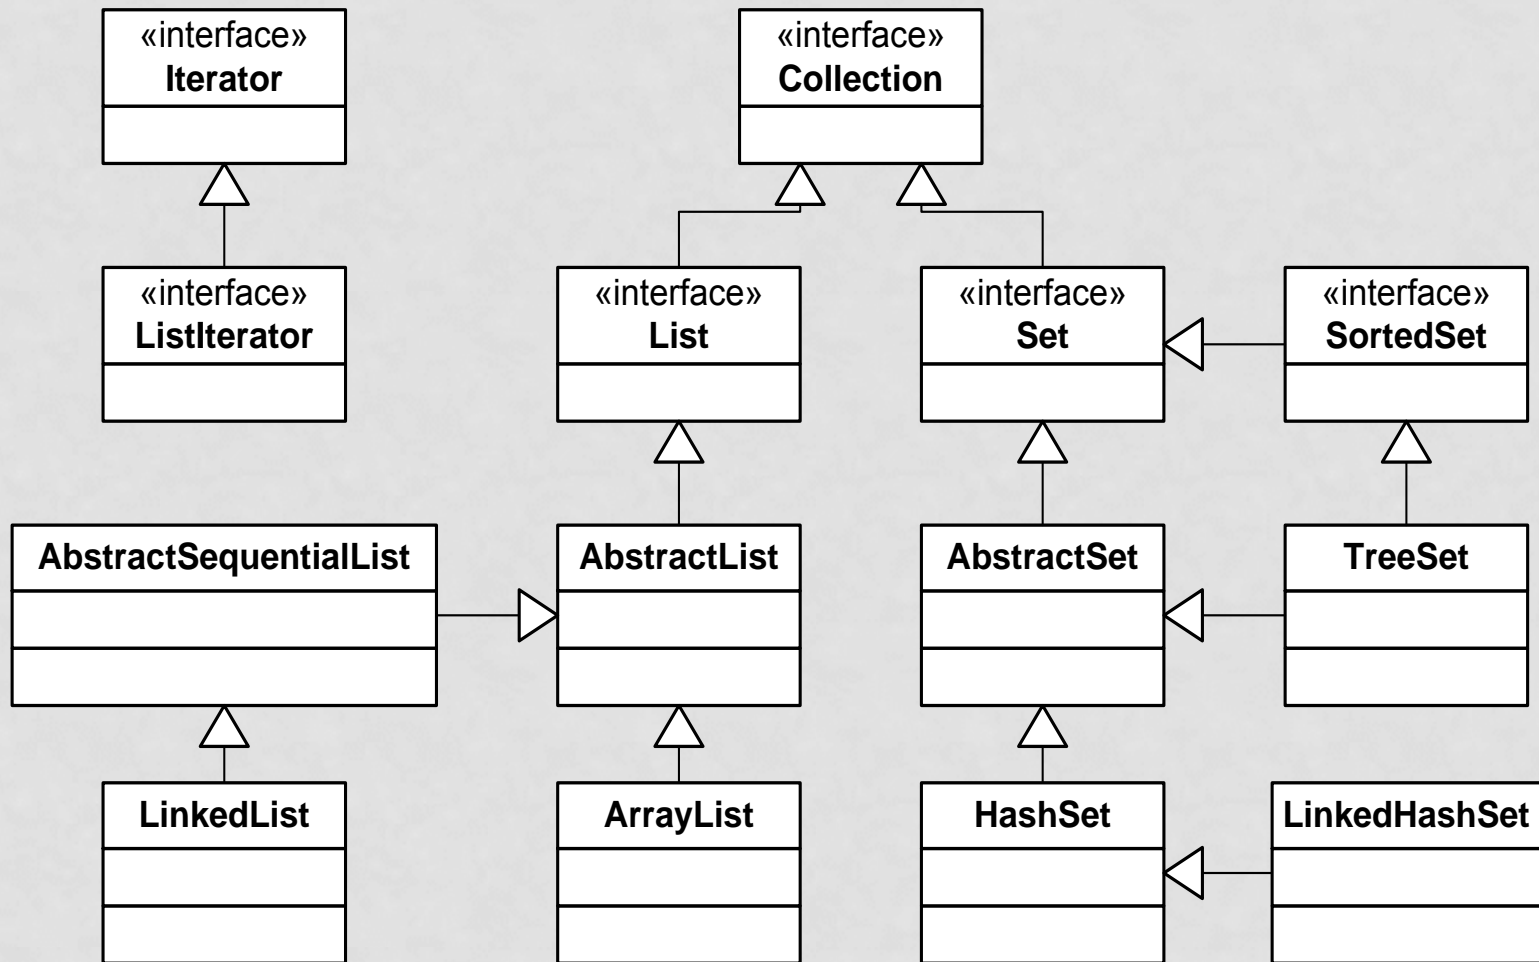 «interface»
Iterator
«interface»
Collection
«interface»
ListIterator
«interface»
List
«interface»
Set
«interface»
SortedSet
AbstractSequentialList
AbstractList
AbstractSet
TreeSet
LinkedList
ArrayList
HashSet
LinkedHashSet